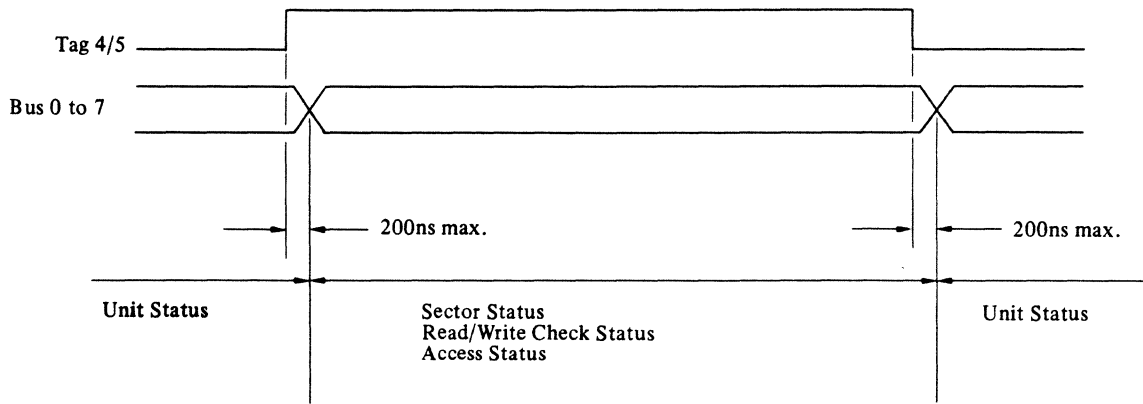 Tag 4/5
Bus 0 to 7
200ns max.
200ns max.
Unit Status
Sector Status
Read/Write Check Status
Access Status
Unit Status